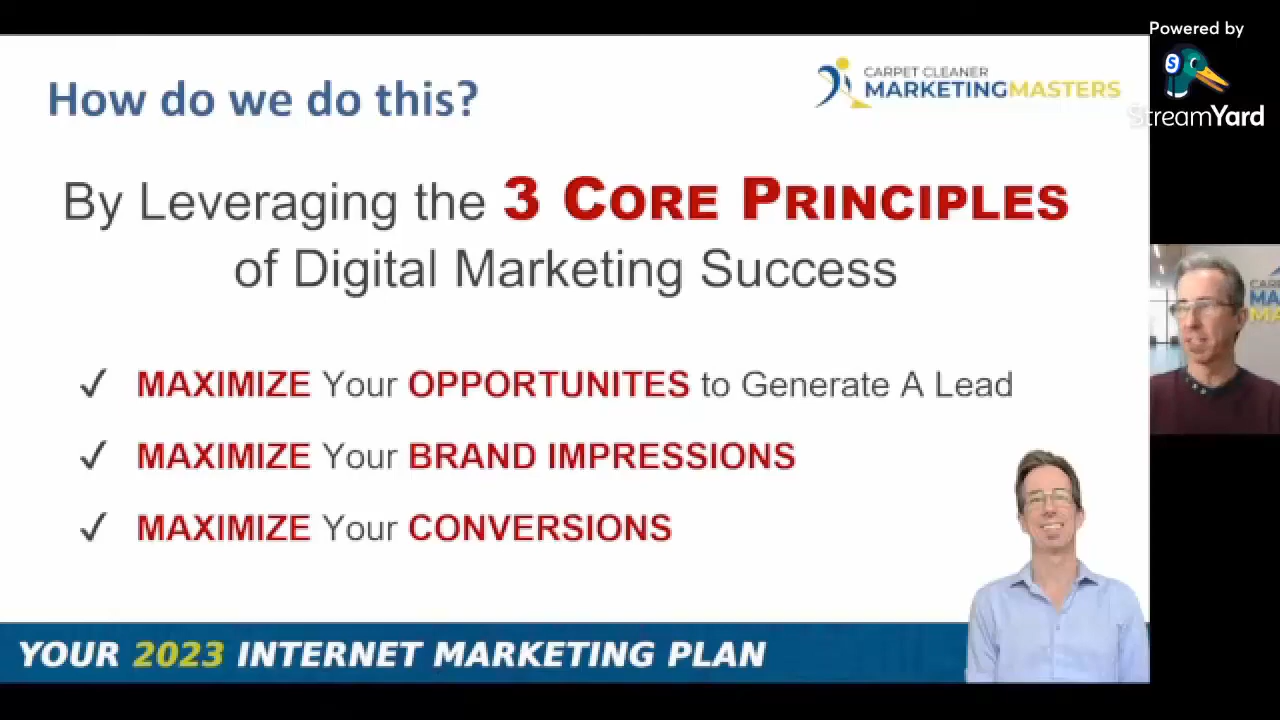 Powered by
StreamYard
How do we do this?
CARPET CLEANER
MARKETINGMASTERS
By Leveraging the 3 CORE PRINCIPLES
of Digital Marketing Success
✓ MAXIMIZE Your OPPORTUNITES to Generate A Lead
✓ MAXIMIZE Your BRAND IMPRESSIONS
✓ MAXIMIZE Your CONVERSIONS
YOUR 2023 INTERNET MARKETING PLAN